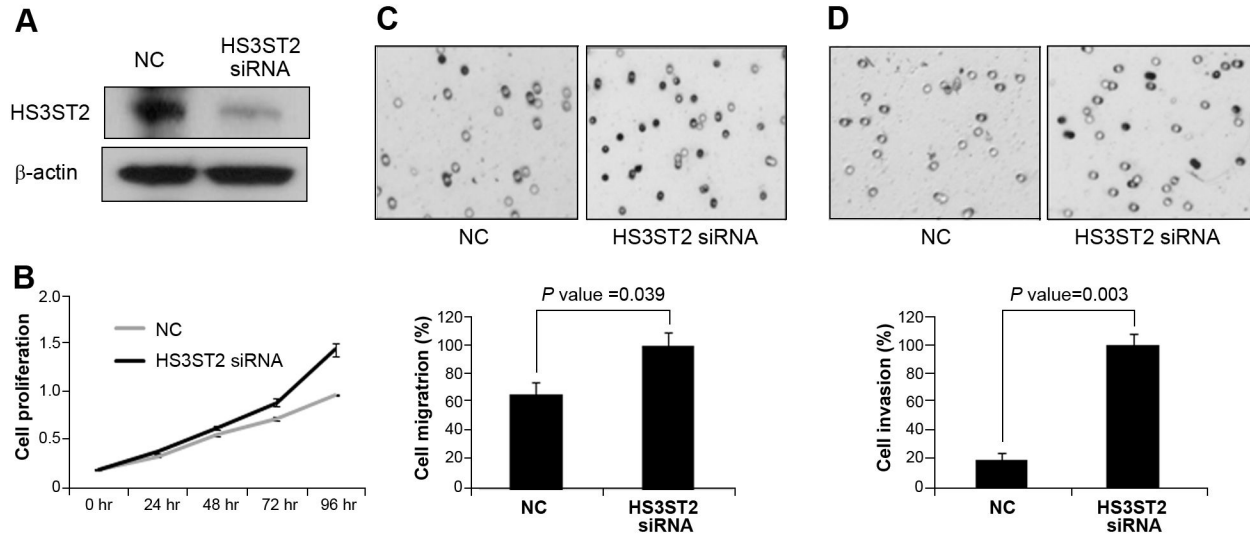 A
NC
HS3ST2
siRNA
HS3ST2
β-actin
B
Cell proliferation
2.0
1.5
1.0
0.5
0
NC
HS3ST2 siRNA
0 hr
24 hr
48 hr
72 hr
96 hr
C
NC
HS3ST2 siRNA
P value =0.039
Cell migratrion (%)
120
100
80
60
40
20
0
NC
HS3ST2
siRNA
D
NC
HS3ST2 siRNA
P value=0.003
Cell invasion (%)
120
100
80
60
40
20
0
NC
HS3ST2
siRNA